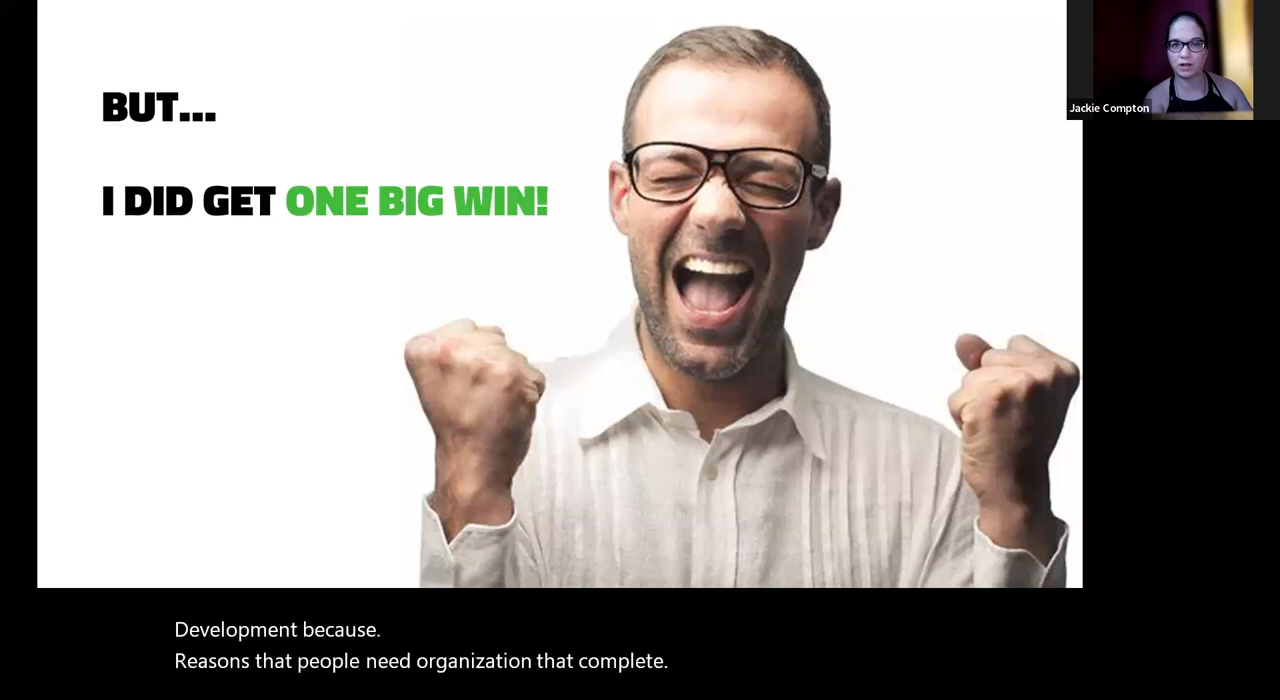 BUT...
I DID GET ONE BIG WIN!
Jackie Compton
Development because.
Reasons that people need organization that complete.